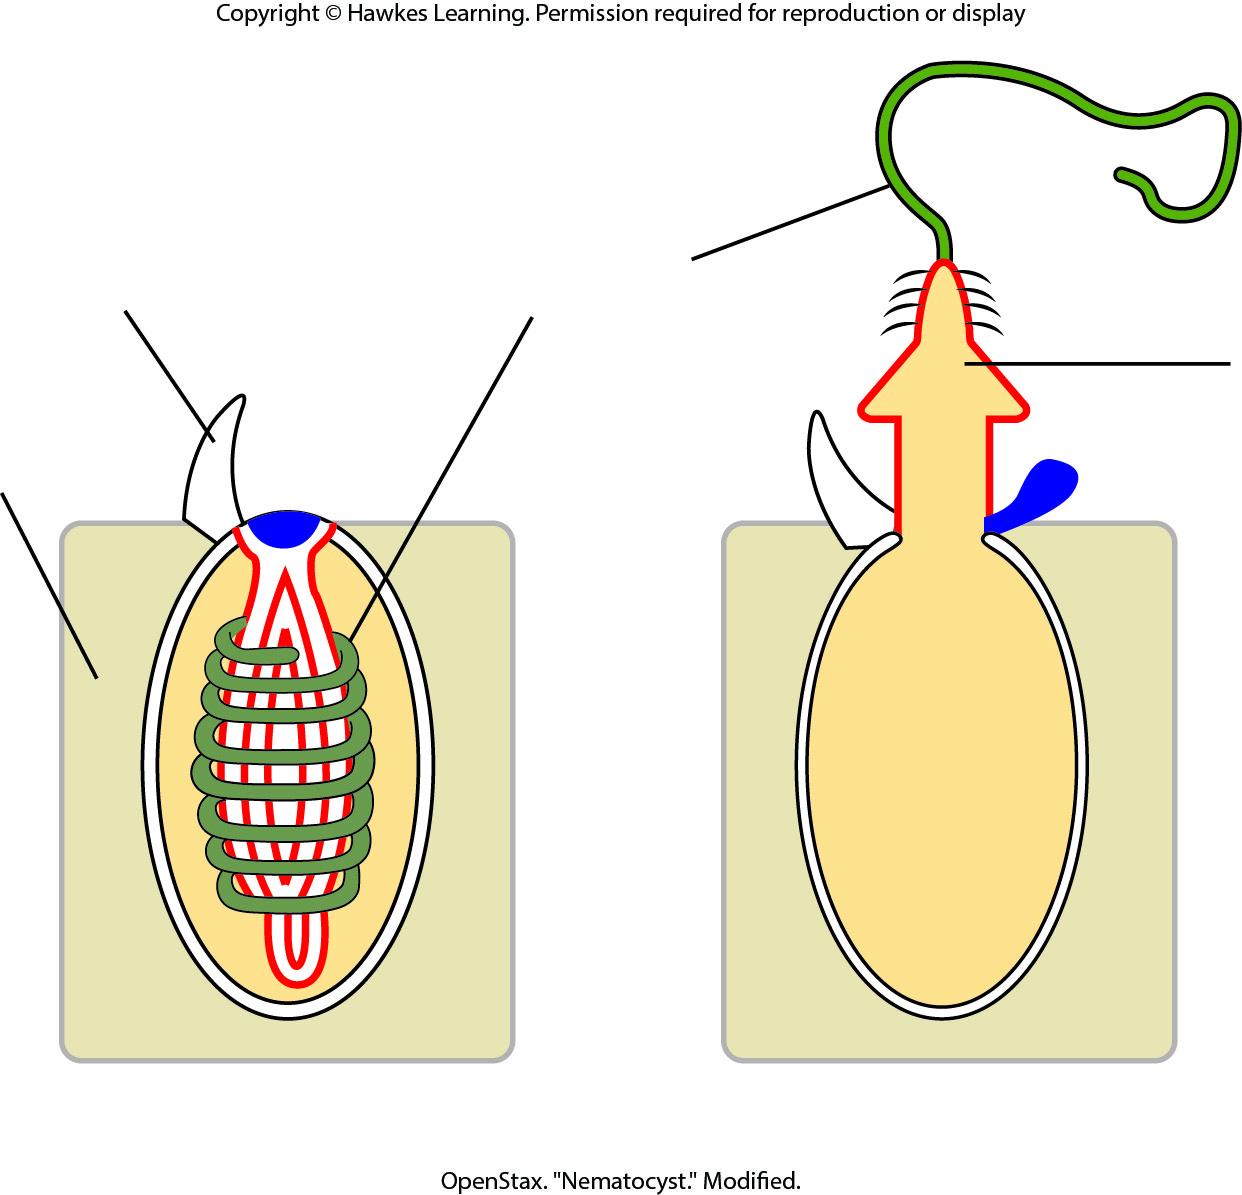 Copyright © Hawkes Learning. Permission required for reproduction or display
OpenStax. "Nematocyst." Modified.